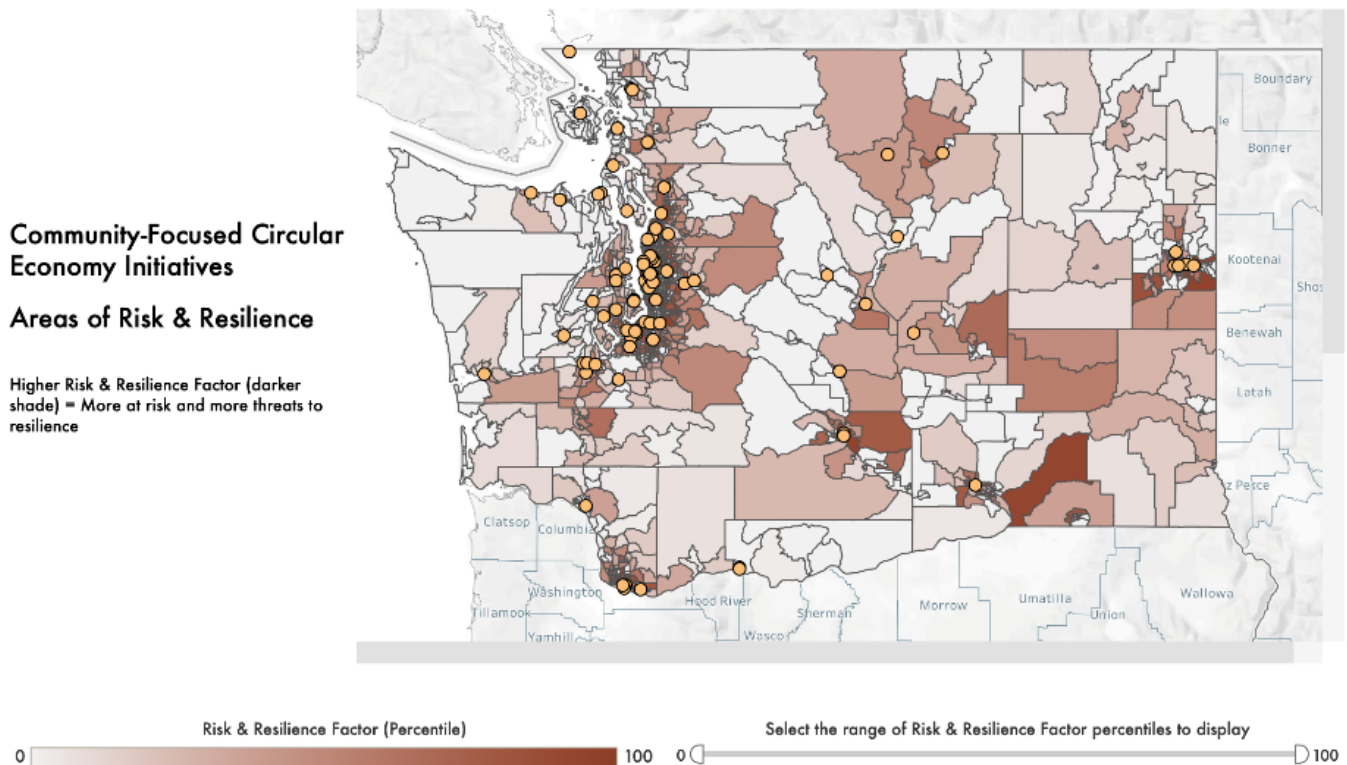 Community-Focused Circular
Economy Initiatives
Areas of Risk & Resilience
Higher Risk & Resilience Factor (darker
shade) = More at risk and more threats to
resilience
Boundary
le
Bonner
Kootenai
Shos
Benewah
Latah
z Perce
Clatsop
Columbia
Washington
Tillamook
Yamhill
Hood River
Wasco
Sherman
Morrow
Umatilla
Union
Wallowa
Risk & Resilience Factor (Percentile)
0
100
Select the range of Risk & Resilience Factor percentiles to display
0
100